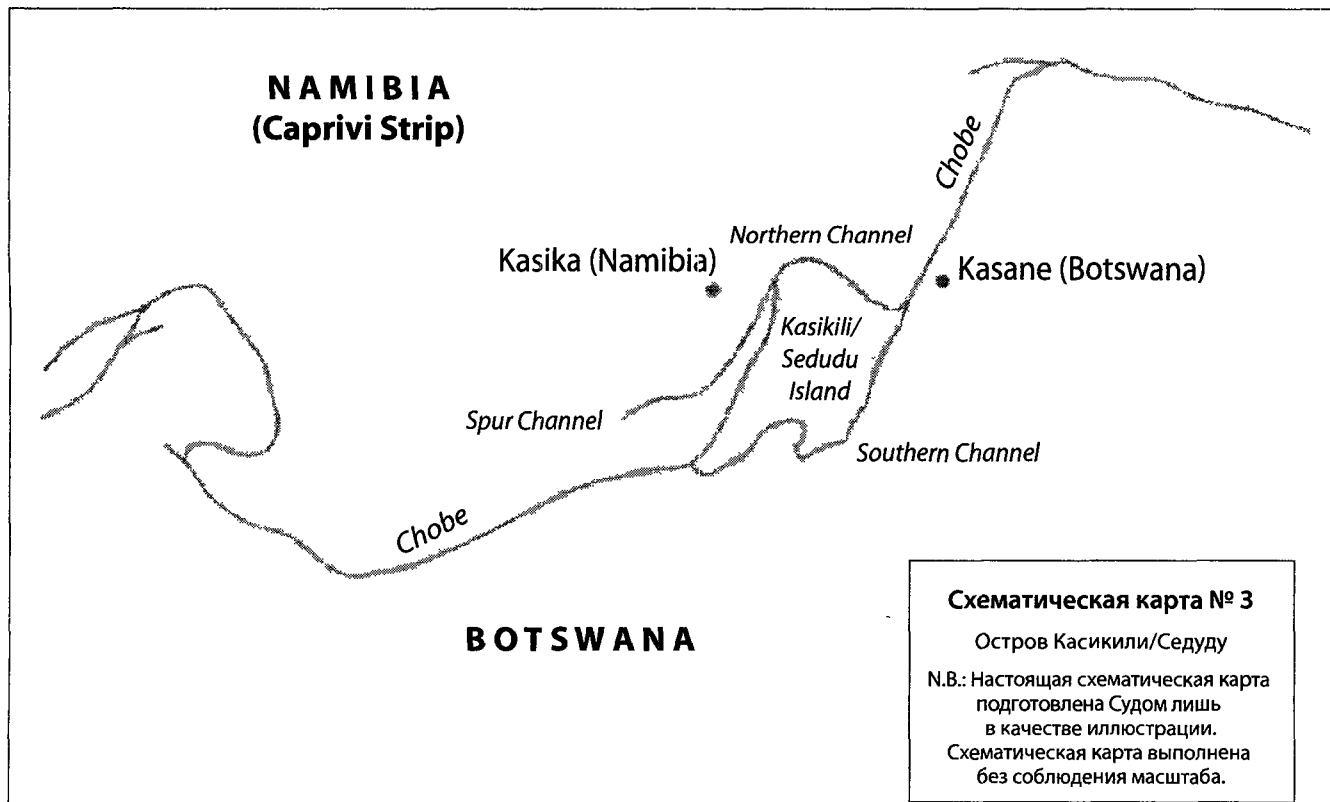 NAMIBIA
(Caprivi Strip)
Chobe
Northern Channel
Kasika (Namibia)
Kasane (Botswana)
Kasikili/
Sedudu
Island
Spur Channel
Southern Channel
Chobe
BOTSWANA
Схематическая карта № 3
Остров Касикили/Седуду
N.B.: Настоящая схематическая карта
подготовлена Судом лишь
в качестве иллюстрации.
Схематическая карта выполнена
без соблюдения масштаба.